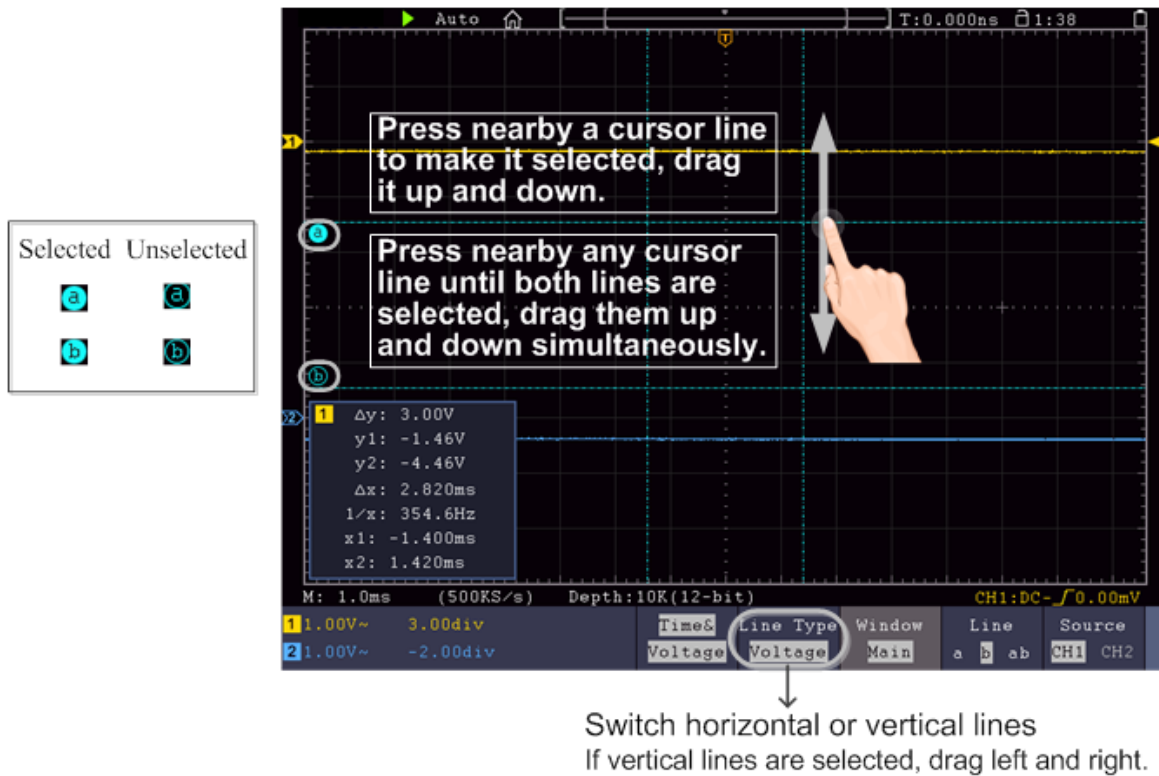 Auto
T:0.000ns
1:38
T
Press nearby a cursor line
to make it selected, drag
it up and down.
1
a
Selected Unselected
a a
b b
Press nearby any cursor
line until both lines are
selected, drag them up
and down simultaneously.
b
2
1 Δy: 3.00V
y1: -1.46V
y2: -4.46V
Δx: 2.820ms
1/x: 354.6Hz
x1: -1.400ms
x2: 1.420ms
M: 1.0ms (500KS/s) Depth:10K(12-bit) CH1:DC- 0.00mV
1 1.00V~ 3.00div
2 1.00V~ -2.00div
Time&
Voltage
Line Type
Voltage
Window
Main
Line
a b ab
Source
CH1 CH2
Switch horizontal or vertical lines
If vertical lines are selected, drag left and right.